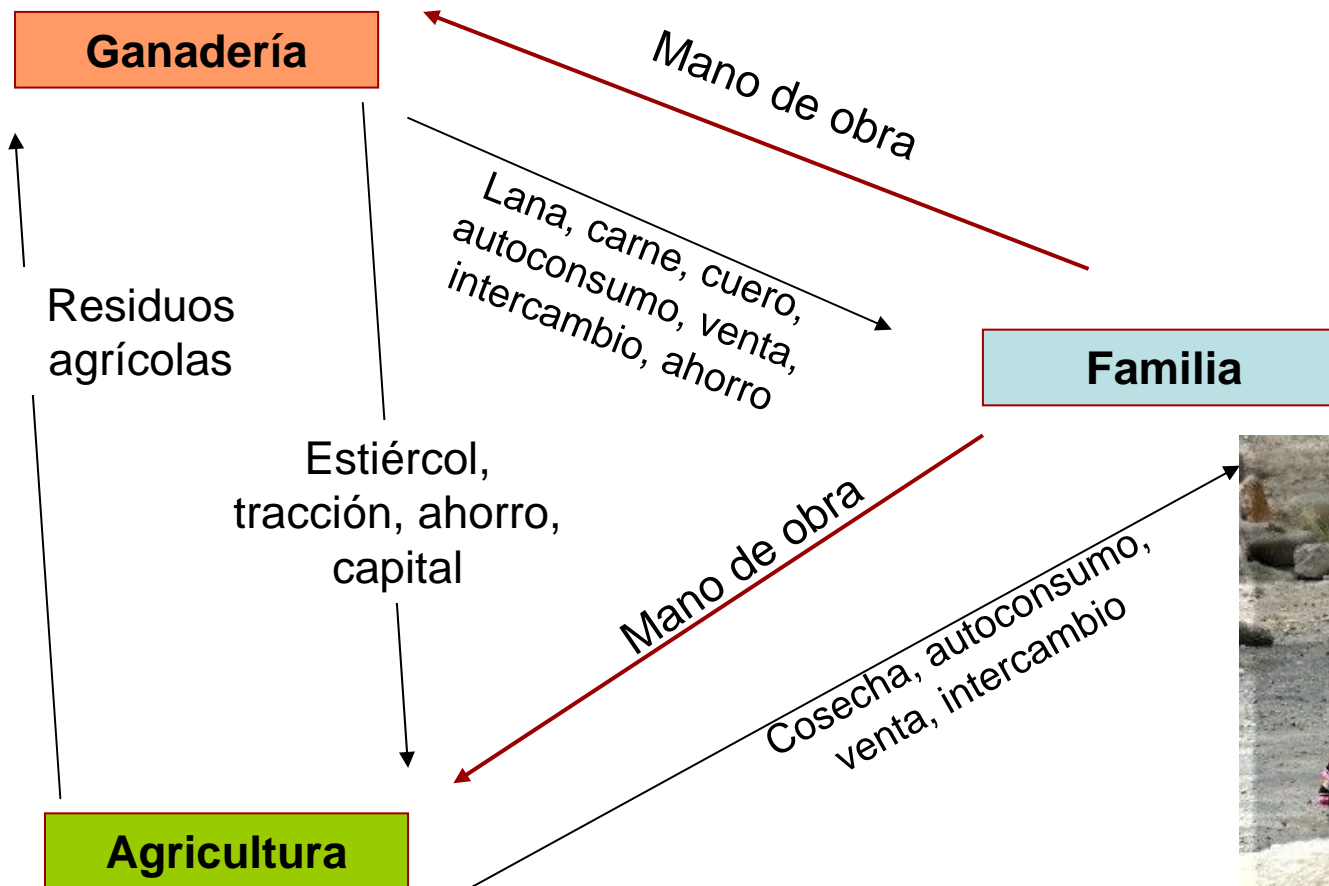 Ganadería
Mano de obra
Lana, carne, cuero,
autoconsumo, venta,
intercambio, ahorro
Residuos
agrícolas
Familia
Estiércol,
tracción, ahorro,
capital
Mano de obra
Cosecha, autoconsumo,
venta, intercambio
Agricultura